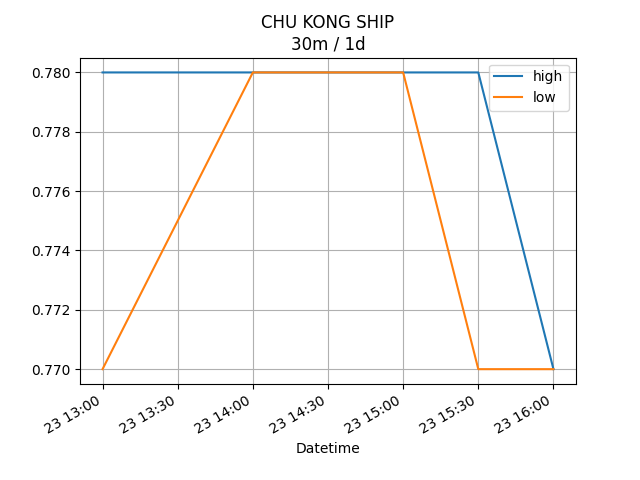 CHU KONG SHIP
30m / 1d
high
low
0.780
0.778
0.776
0.774
0.772
0.770
23 13:00
23 13:30
23 14:00
23 14:30
23 15:00
23 15:30
23 16:00
Datetime